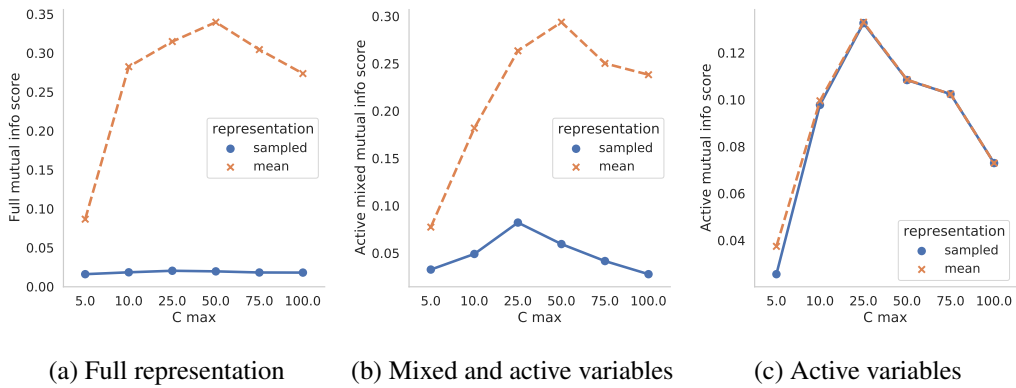 Full mutual info score
0.35
0.30
0.25
0.20
0.15
0.10
0.05
0.00
representation
sampled
mean
5.0 10.0 25.0 50.0 75.0 100.0
C max
(a) Full representation
Active mixed mutual info score
0.30
0.25
0.20
0.15
0.10
0.05
representation
sampled
mean
5.0 10.0 25.0 50.0 75.0 100.0
C max
(b) Mixed and active variables
Active mutual info score
0.12
0.10
0.08
0.06
0.04
representation
sampled
mean
5.0 10.0 25.0 50.0 75.0 100.0
C max
(c) Active variables